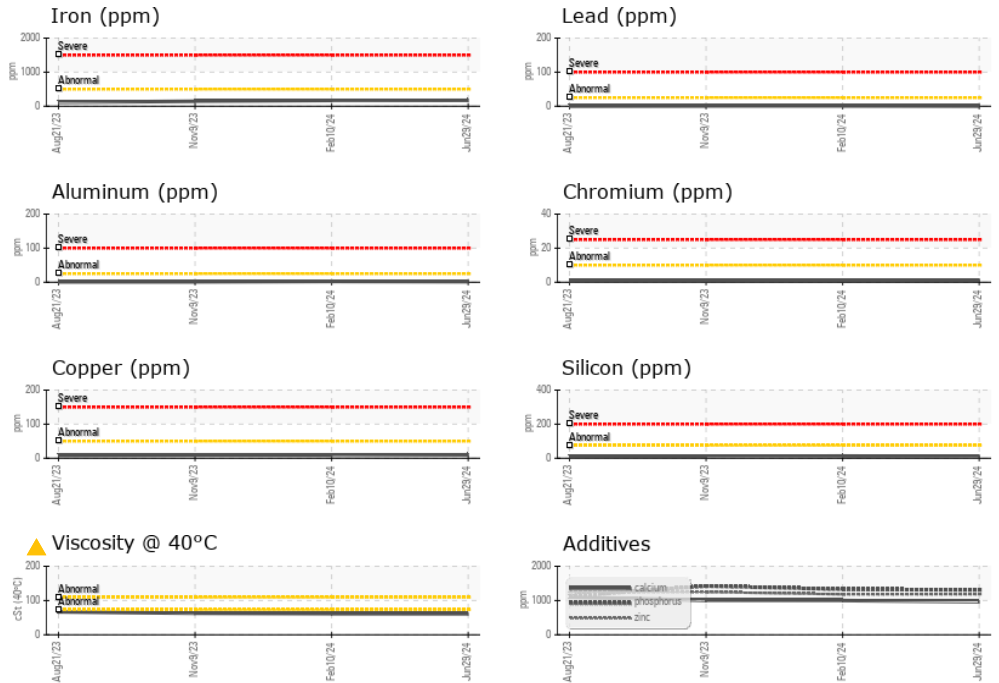 Iron (ppm)
2000
1000
0
ppm
Severe
Abnormal
Aug21/23
Nov9/23
Feb10/24
Jun29/24
Lead (ppm)
200
100
0
ppm
Severe
Abnormal
Aug21/23
Nov9/23
Feb10/24
Jun29/24
Aluminum (ppm)
200
100
0
ppm
Severe
Abnormal
Aug21/23
Nov9/23
Feb10/24
Jun29/24
Chromium (ppm)
40
20
0
ppm
Severe
Abnormal
Aug21/23
Nov9/23
Feb10/24
Jun29/24
Copper (ppm)
200
100
0
ppm
Severe
Abnormal
Aug21/23
Nov9/23
Feb10/24
Jun29/24
Silicon (ppm)
400
200
0
ppm
Severe
Abnormal
Aug21/23
Nov9/23
Feb10/24
Jun29/24
Viscosity @ 40°C
200
100
0
cSt (40°C)
Abnormal
Abnormal
Aug21/23
Nov9/23
Feb10/24
Jun29/24
Additives
2000
1000
0
ppm
calcium
phosphorus
zinc
Aug21/23
Nov9/23
Feb10/24
Jun29/24